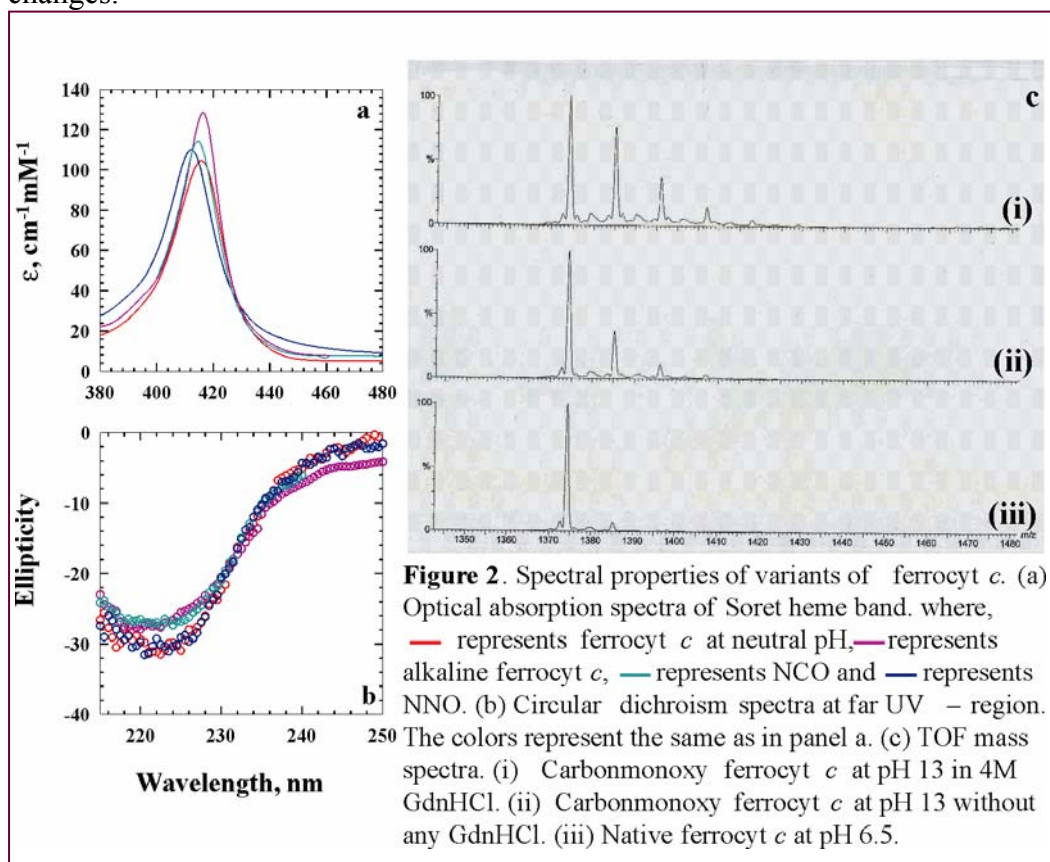 changes.
140
120
100
80
60
40
20
0
a
ε, cm-1mM-1
380 400 420 440 460 480
0
-10
-20
-30
-40
Ellipticity
b
220 230 240 250
Wavelength, nm
c
100
%
0
(i)
100
%
0
(ii)
100
%
0
(iii)
m/z
1350 1360 1370 1380 1390 1400 1410 1420 1430 1440 1450 1460 1470 1480
Figure 2. Spectral properties of variants of ferrocyt c. (a)
Optical absorption spectra of Soret heme band. where,
represents ferrocyt c at neutral pH, represents
alkaline ferrocyt c, represents NCO and represents
NNO. (b) Circular dichroism spectra at far UV – region.
The colors represent the same as in panel a. (c) TOF mass
spectra. (i) Carbonmonoxy ferrocyt c at pH 13 in 4M
GdnHCl. (ii) Carbonmonoxy ferrocyt c at pH 13 without
any GdnHCl. (iii) Native ferrocyt c at pH 6.5.